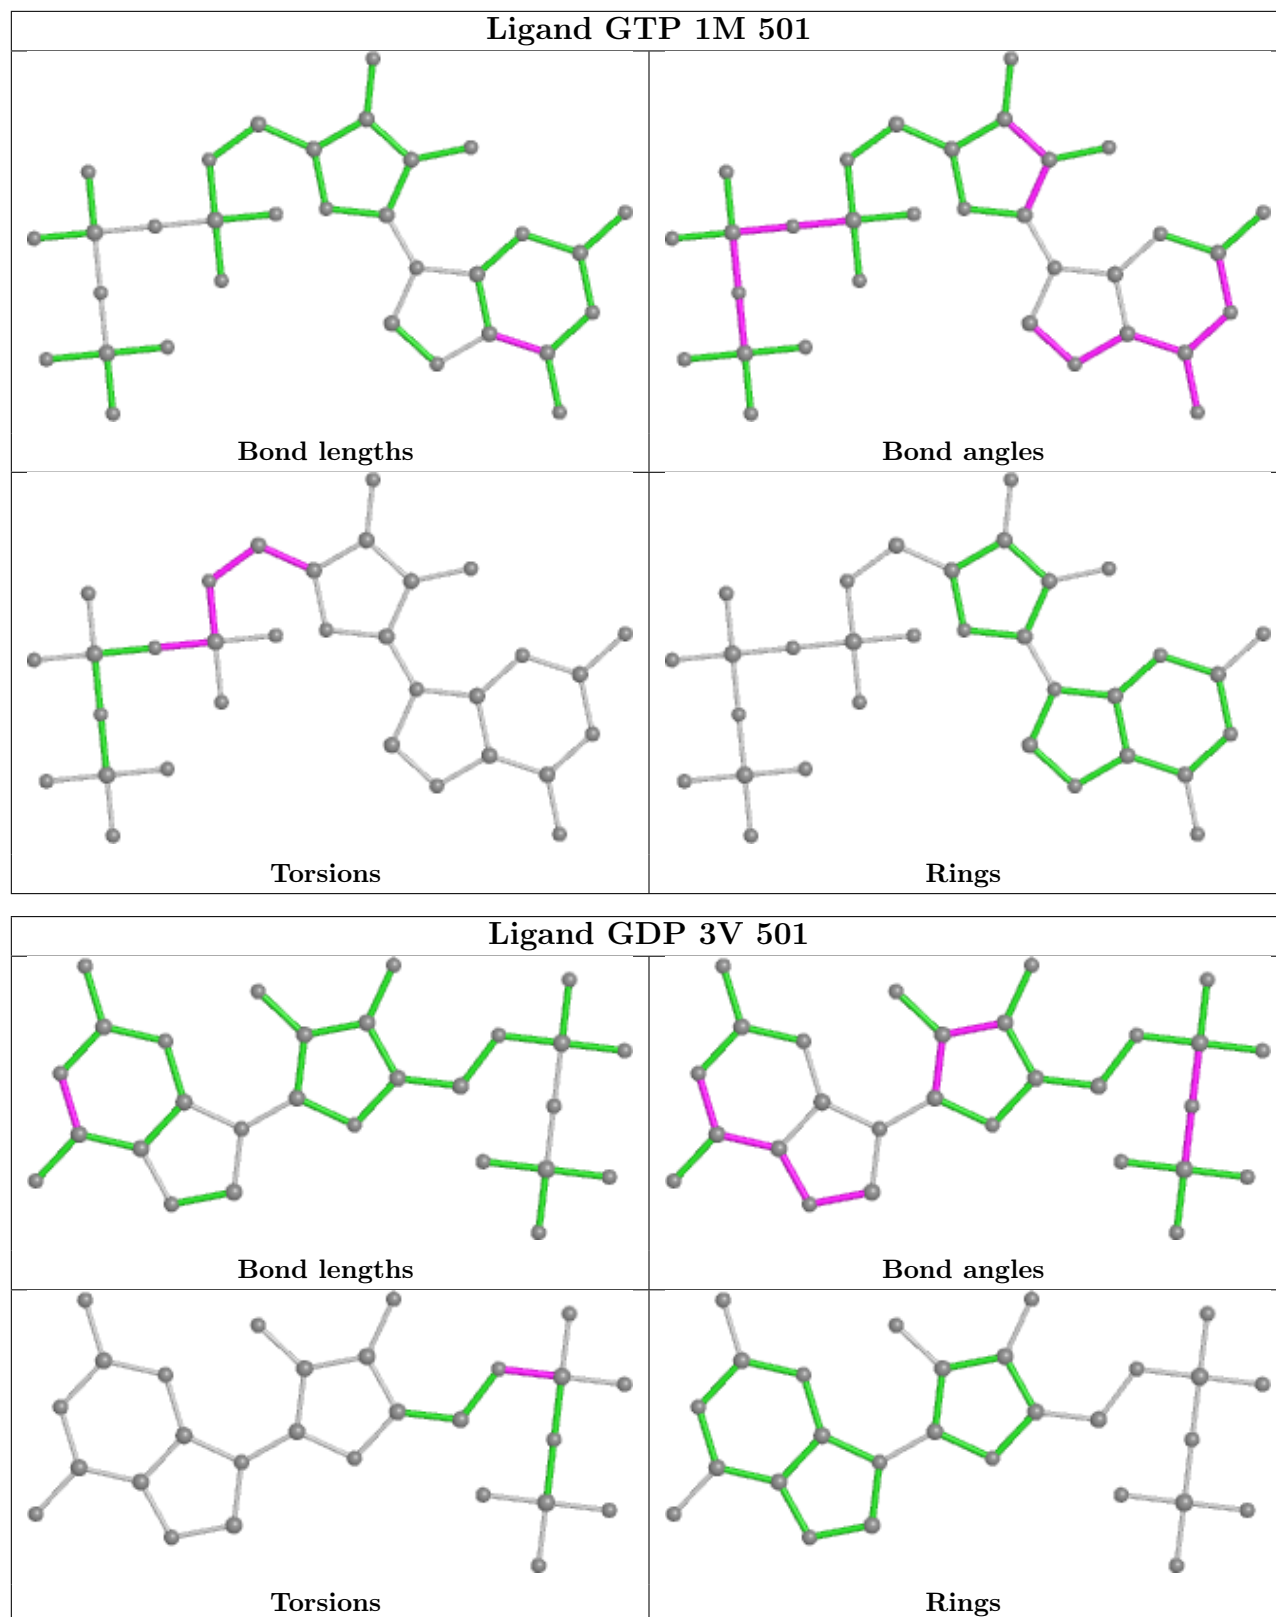 Ligand GTP 1M 501
Bond lengths
Bond angles
Torsions
Rings
Ligand GDP 3V 501
Bond lengths
Bond angles
Torsions
Rings